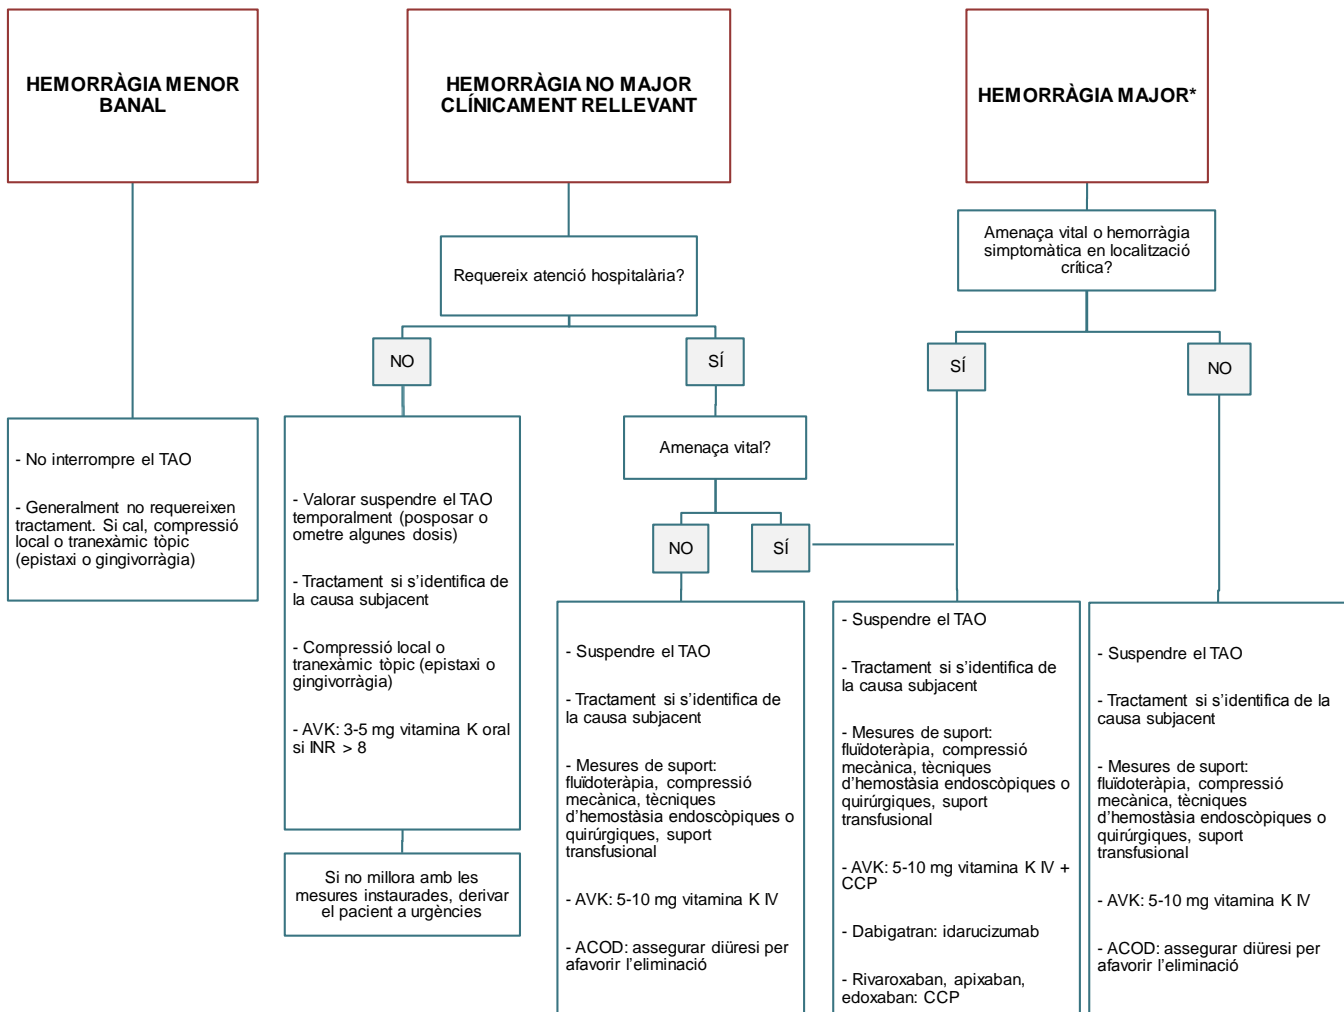 HEMORRÀGIA MENOR
BANAL
HEMORRÀGIA NO MAJOR
CLÍNICAMENT RELLEVANT
HEMORRÀGIA MAJOR*
Requereix atenció hospitalària?
Amenaça vital o hemorràgia
simptomàtica en localització
crítica?
NO
SÍ
SÍ
NO
- No interrompre el TAO
- Generalment no requereixen
tractament. Si cal, compressió
local o tranexàmic tòpic
(epistaxi o gingivorràgia)
- Valorar suspendre el TAO
temporalment (posposar o
ometre algunes dosis)
- Tractament si s’identifica de
la causa subjacent
- Compressió local o
tranexàmic tòpic (epistaxi o
gingivorràgia)
- AVK: 3-5 mg vitamina K oral
si INR > 8
Si no millora amb les
mesures instaurades, derivar
el pacient a urgències
Amenaça vital?
NO
SÍ
- Suspendre el TAO
- Tractament si s’identifica de
la causa subjacent
- Mesures de suport:
fluïdoteràpia, compressió
mecànica, tècniques
d’hemostàsia endoscòpiques o
quirúrgiques, suport
transfusional
- AVK: 5-10 mg vitamina K IV
- ACOD: assegurar diüresi per
afavorir l’eliminació
- Suspendre el TAO
- Tractament si s’identifica de
la causa subjacent
- Mesures de suport:
fluïdoteràpia, compressió
mecànica, tècniques
d’hemostàsia endoscòpiques o
quirúrgiques, suport
transfusional
- AVK: 5-10 mg vitamina K IV +
CCP
- Dabigatran: idarucizumab
- Rivaroxaban, apixaban,
edoxaban: CCP
- Suspendre el TAO
- Tractament si s’identifica de la
causa subjacent
- Mesures de suport:
fluïdoteràpia, compressió
mecànica, tècniques
d’hemostàsia endoscòpiques o
quirúrgiques, suport
transfusional
- AVK: 5-10 mg vitamina K IV
- ACOD: assegurar diüresi per
afavorir l’eliminació